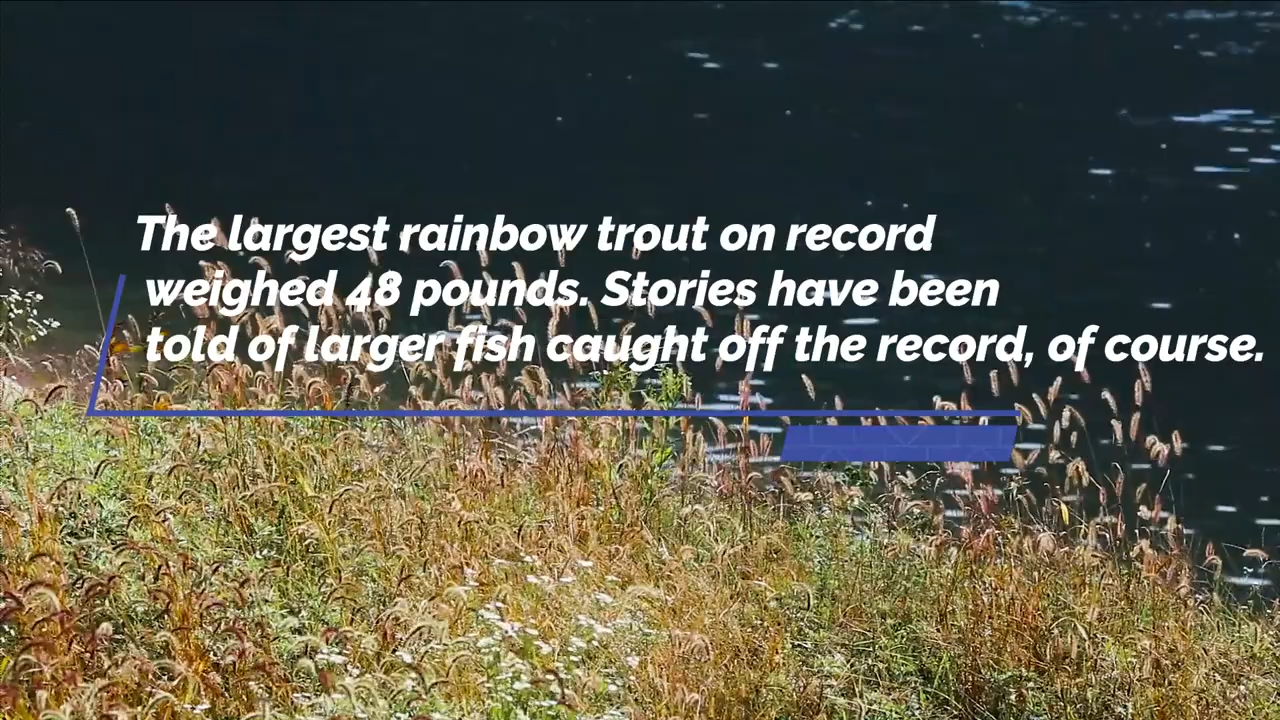 The largest rainbow trout on record
weighed 48 pounds. Stories have been
told of larger fish caught off the record, of course.